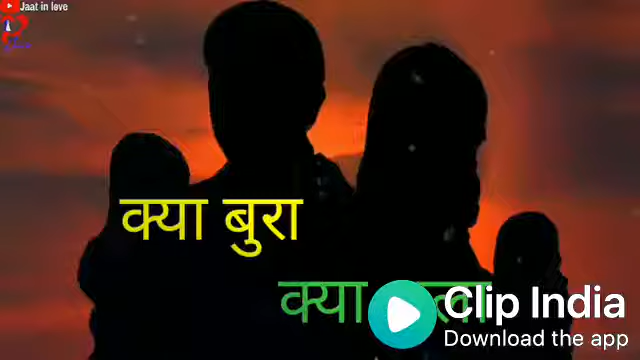 Jaat in love
क्या बुरा
क्या
Clip India
Download the app